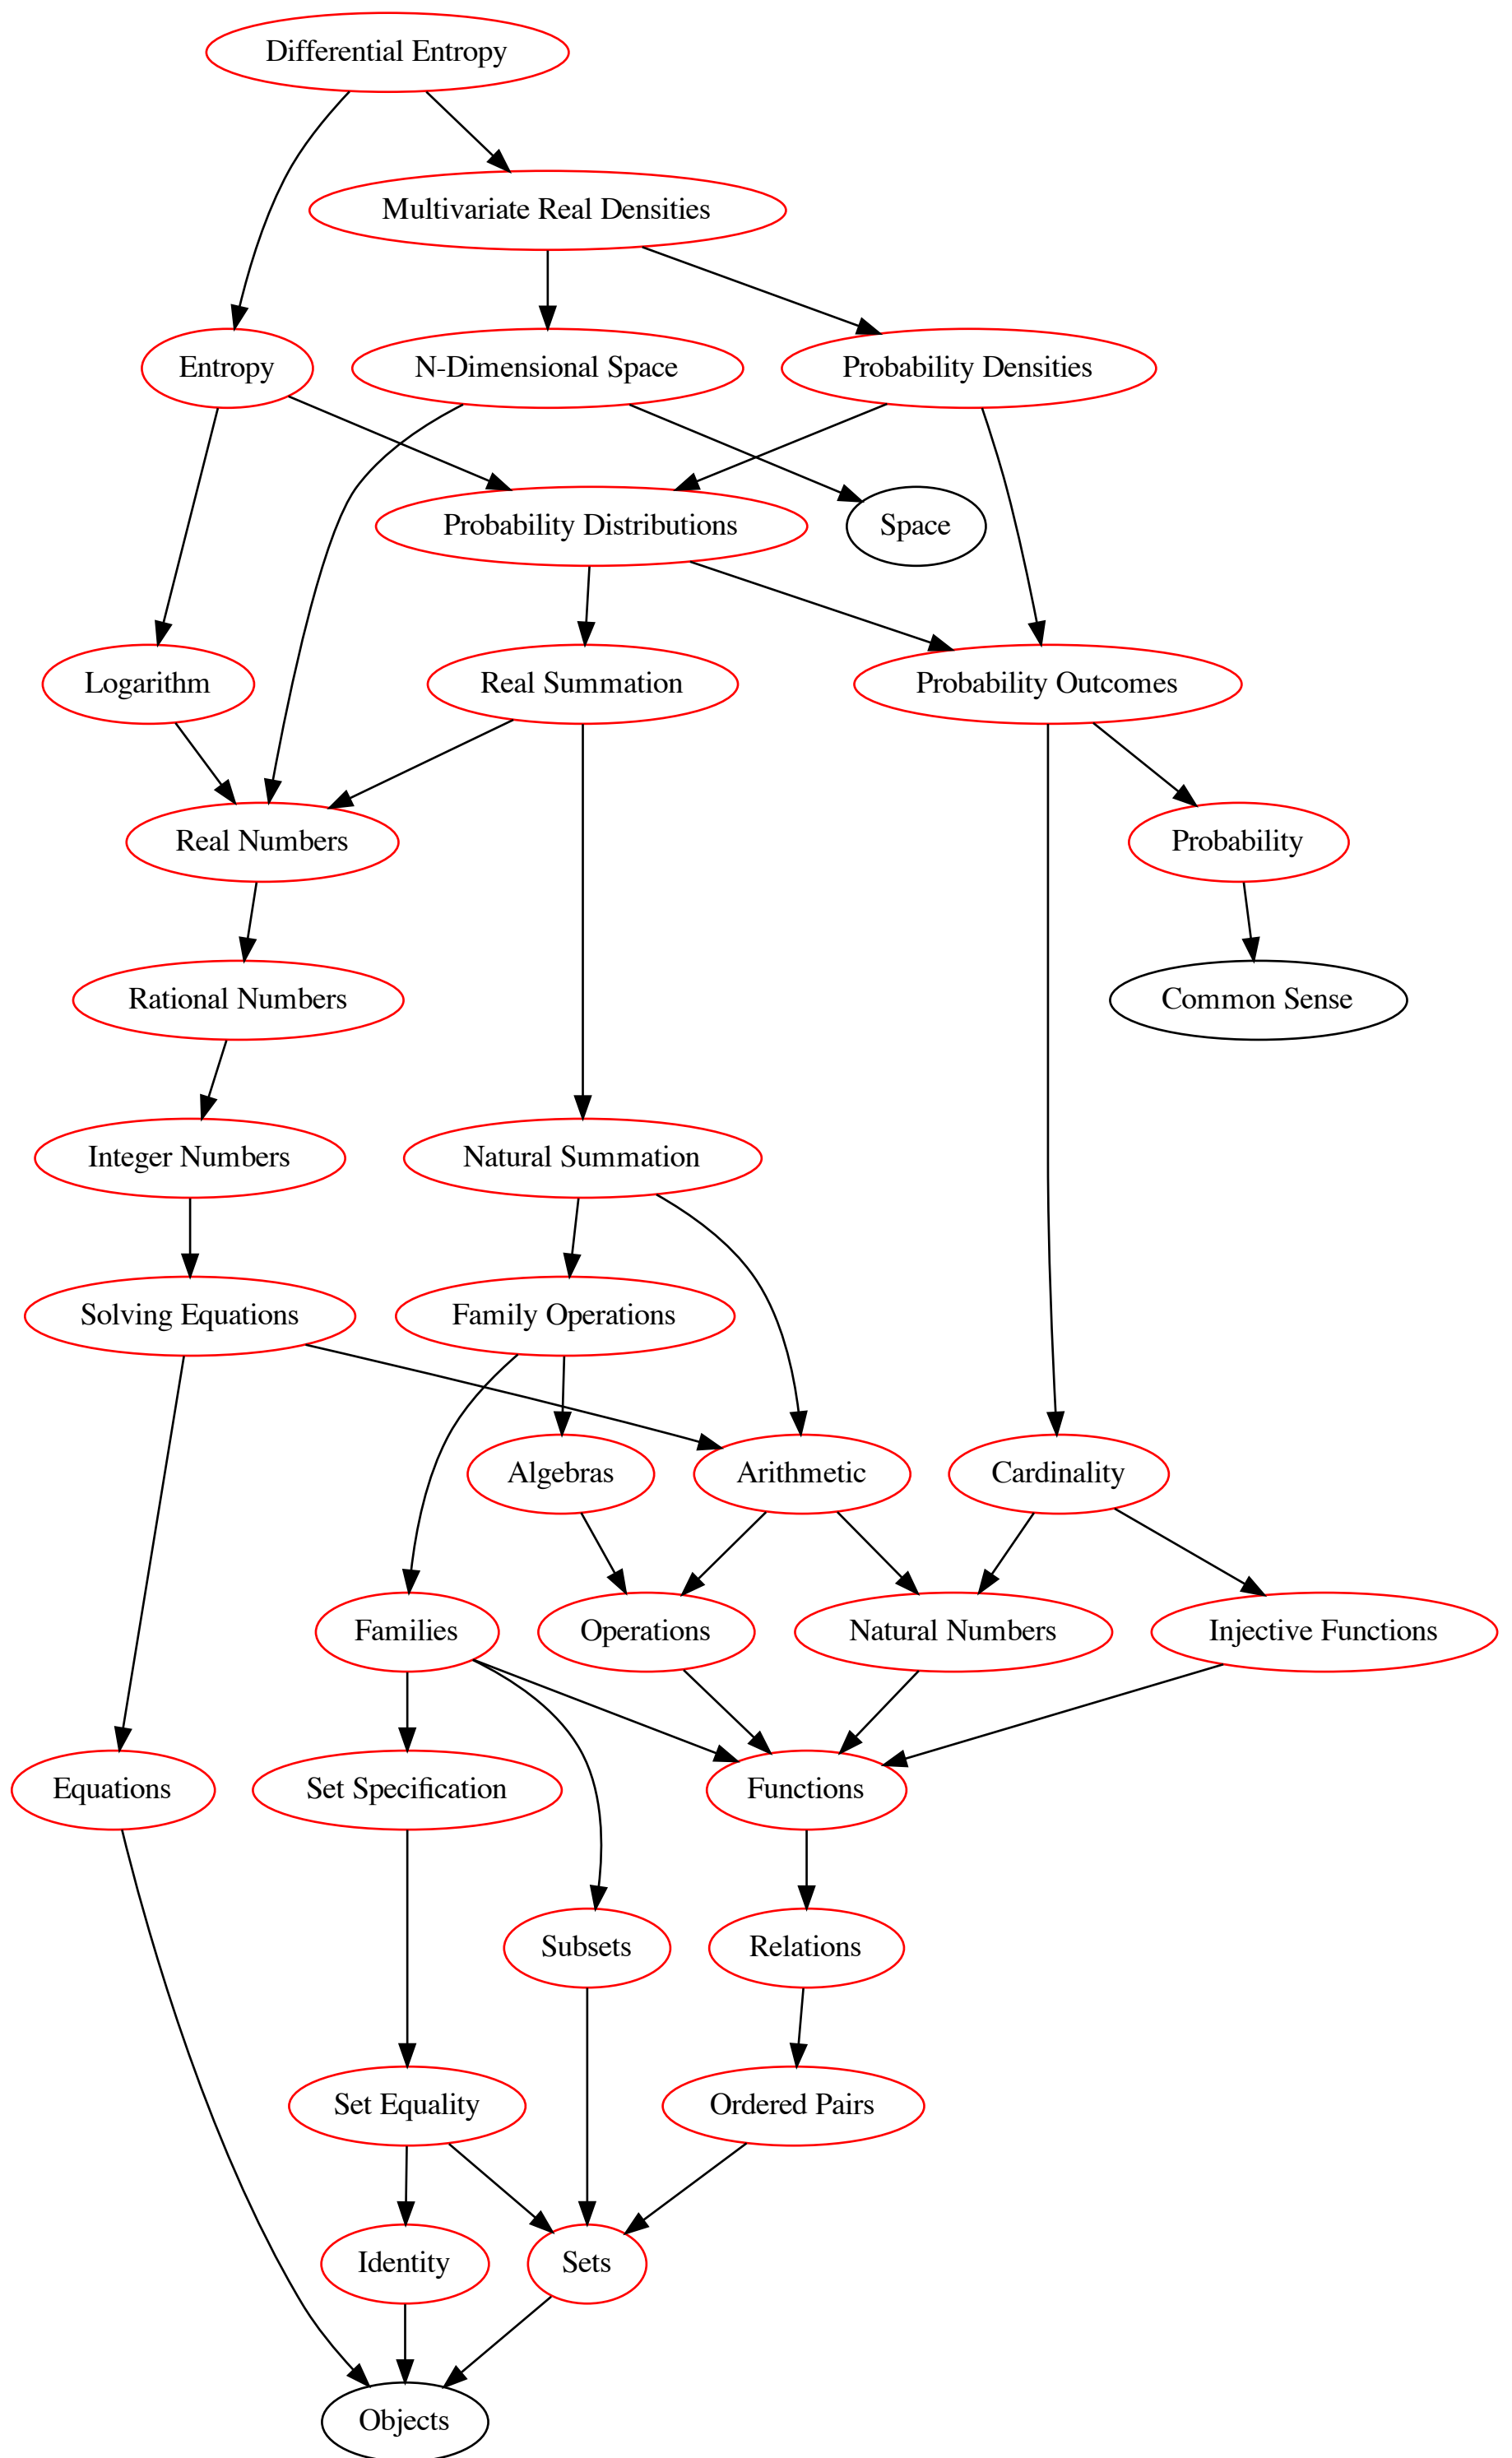 Differential Entropy
Multivariate Real Densities
Entropy
N-Dimensional Space
Probability Densities
Probability Distributions
Space
Logarithm
Real Summation
Probability Outcomes
Real Numbers
Probability
Rational Numbers
Common Sense
Integer Numbers
Natural Summation
Solving Equations
Family Operations
Algebras
Arithmetic
Cardinality
Families
Operations
Natural Numbers
Injective Functions
Equations
Set Specification
Functions
Subsets
Relations
Set Equality
Ordered Pairs
Identity
Sets
Objects